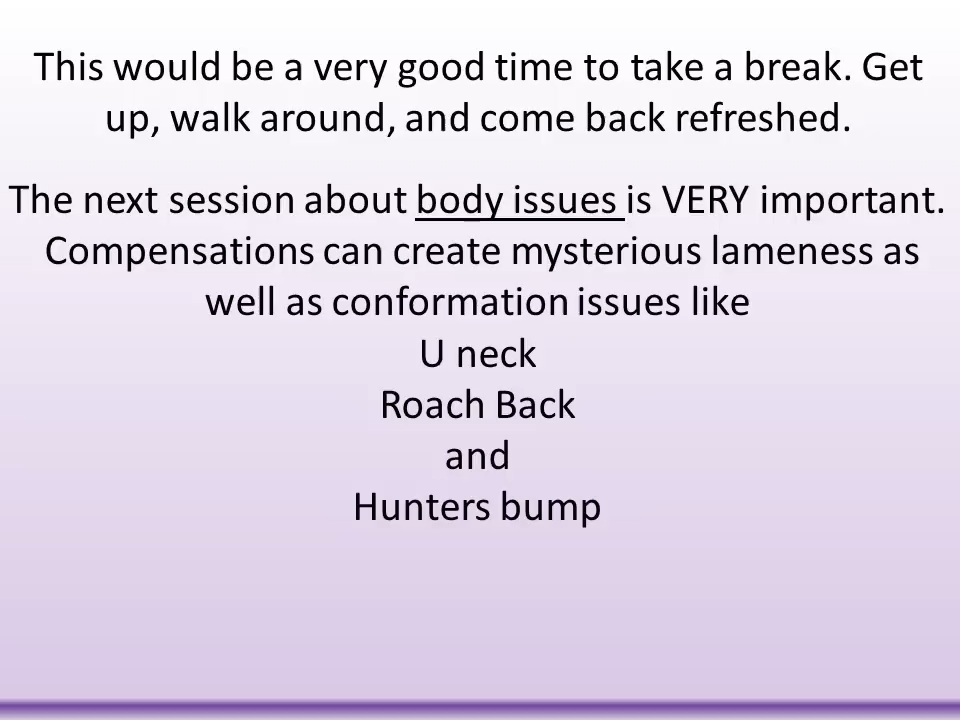 This would be a very good time to take a break. Get
up, walk around, and come back refreshed.
The next session about body issues is VERY important.
Compensations can create mysterious lameness as
well as conformation issues like
U neck
Roach Back
and
Hunters bump